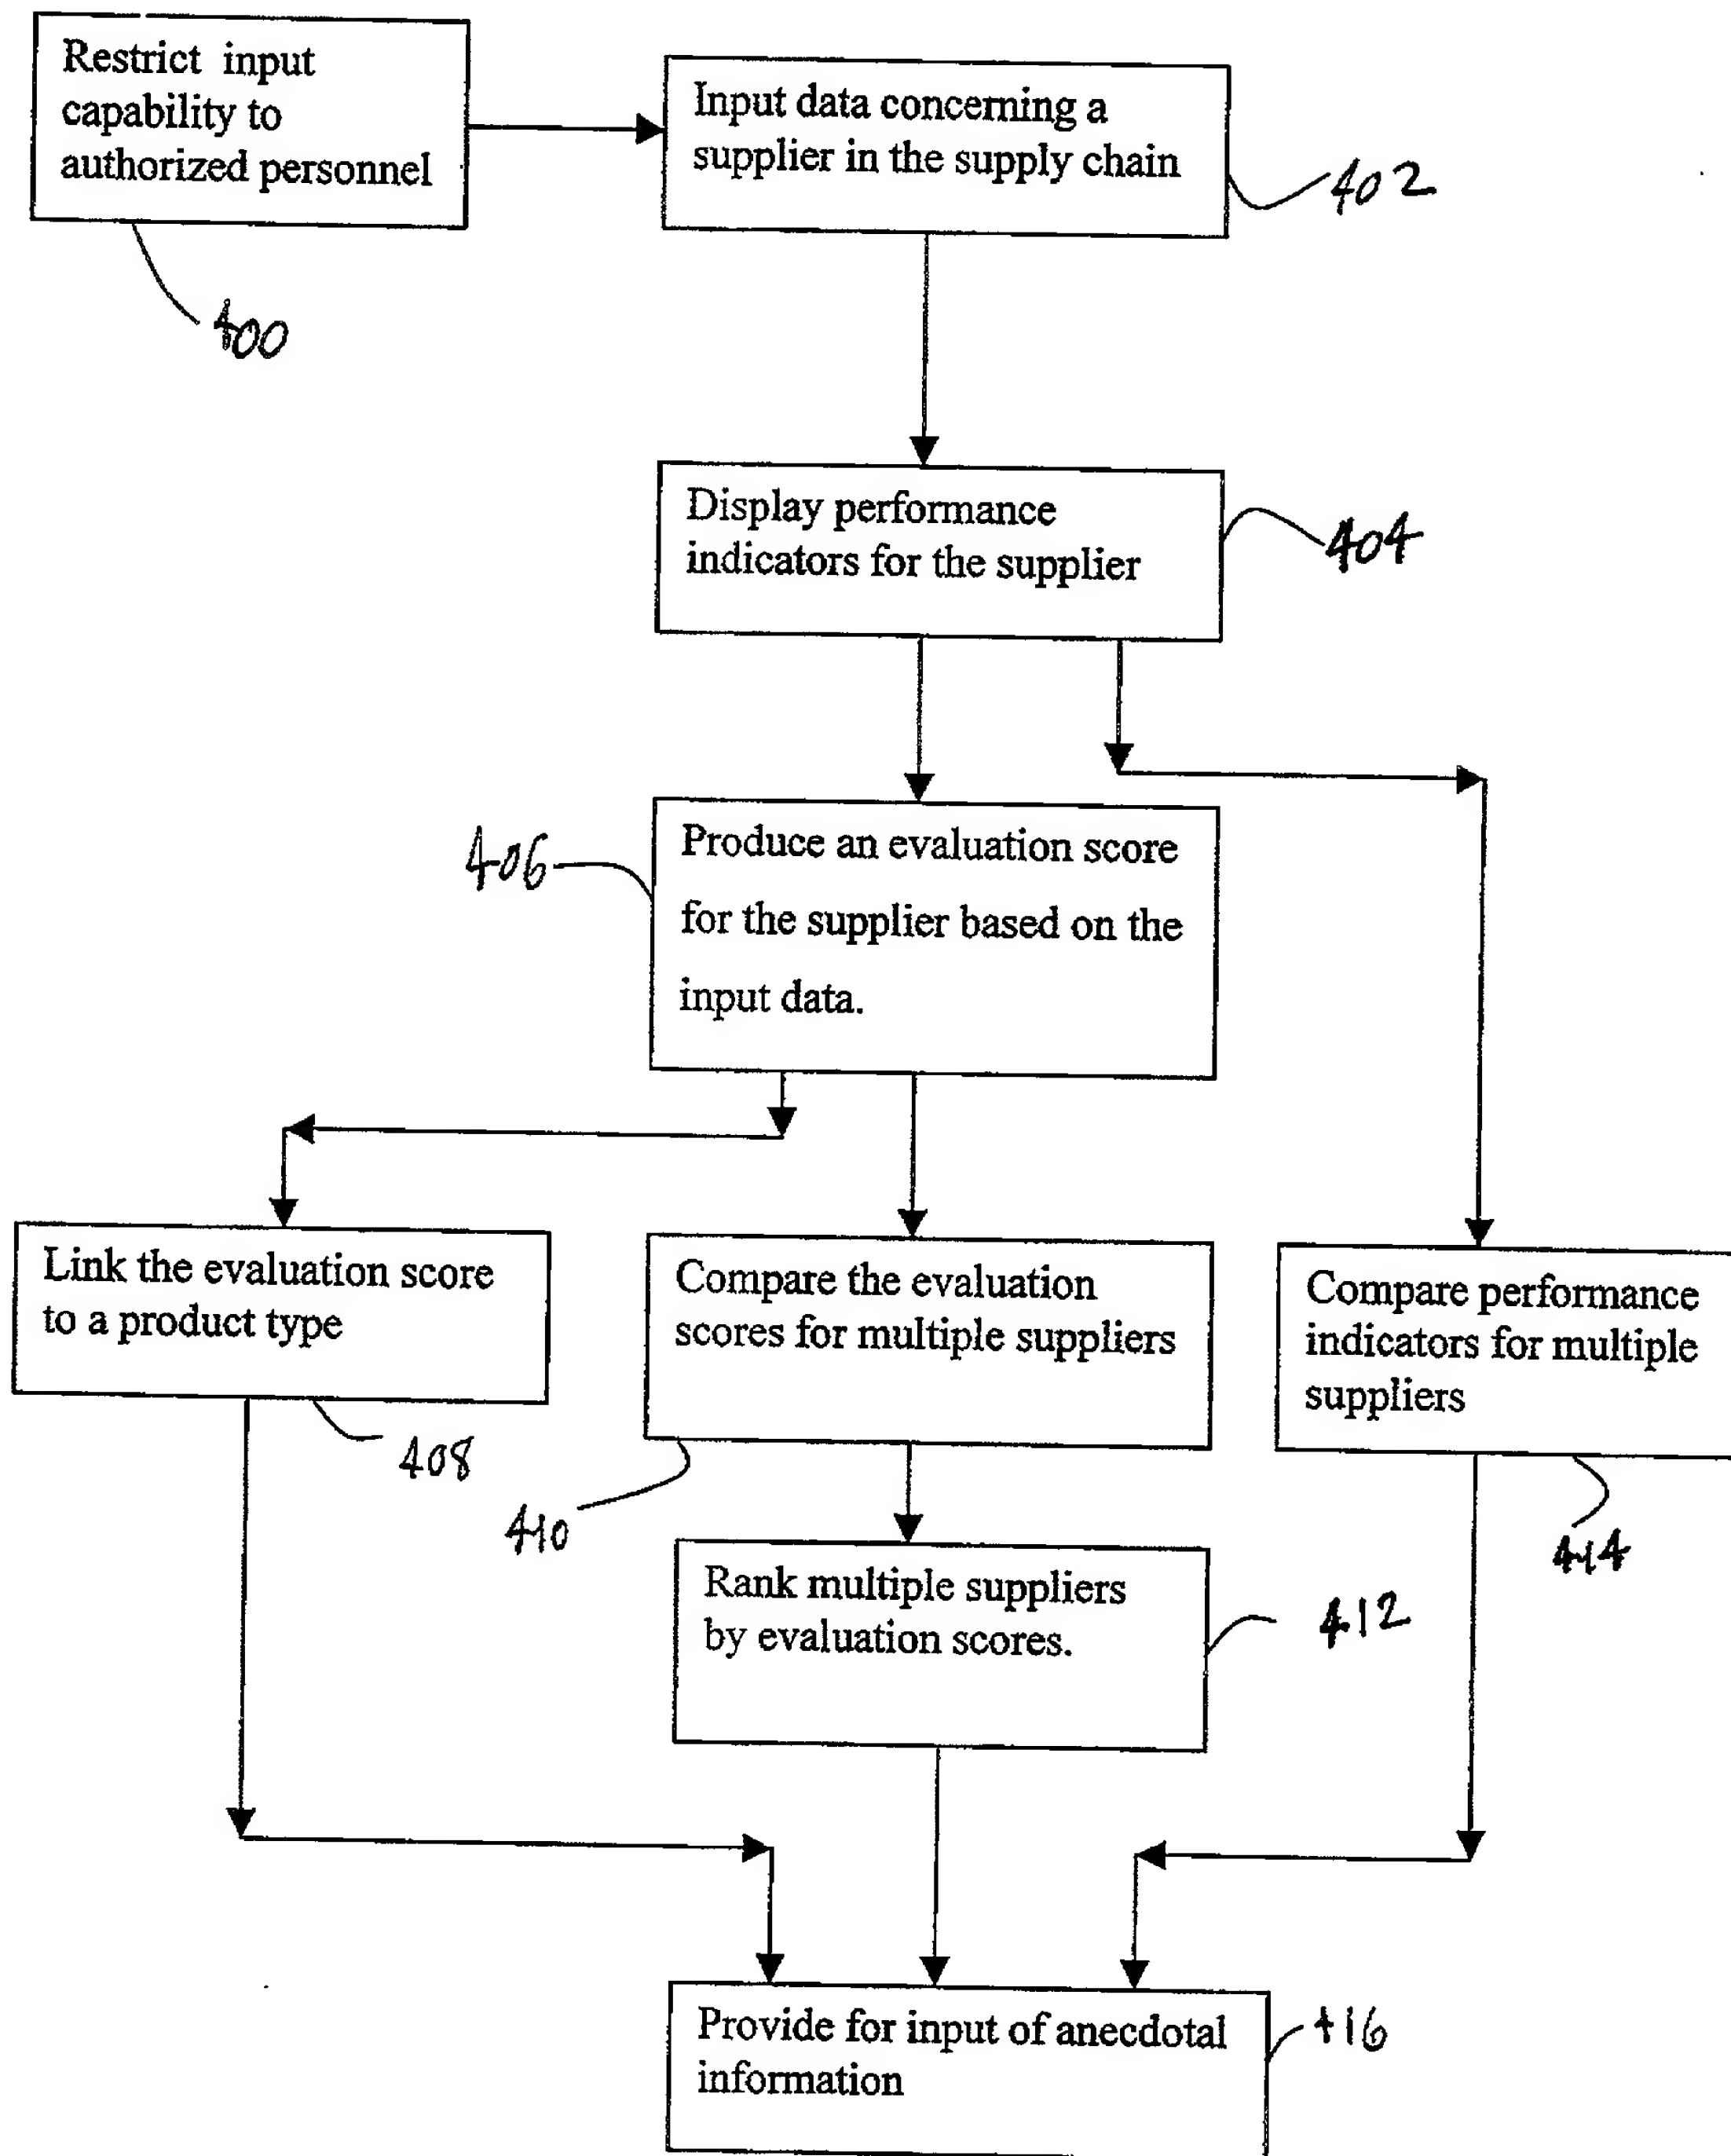 Restrict input
capability to
authorized personnel
400
Input data concerning a
supplier in the supply chain
402
Display performance
indicators for the supplier
404
406
Produce an evaluation score
for the supplier based on the
input data.
Link the evaluation score
to a product type
408
Compare the evaluation
scores for multiple suppliers
410
Compare performance
indicators for multiple
suppliers
414
Rank multiple suppliers
by evaluation scores.
412
Provide for input of anecdotal
information
416